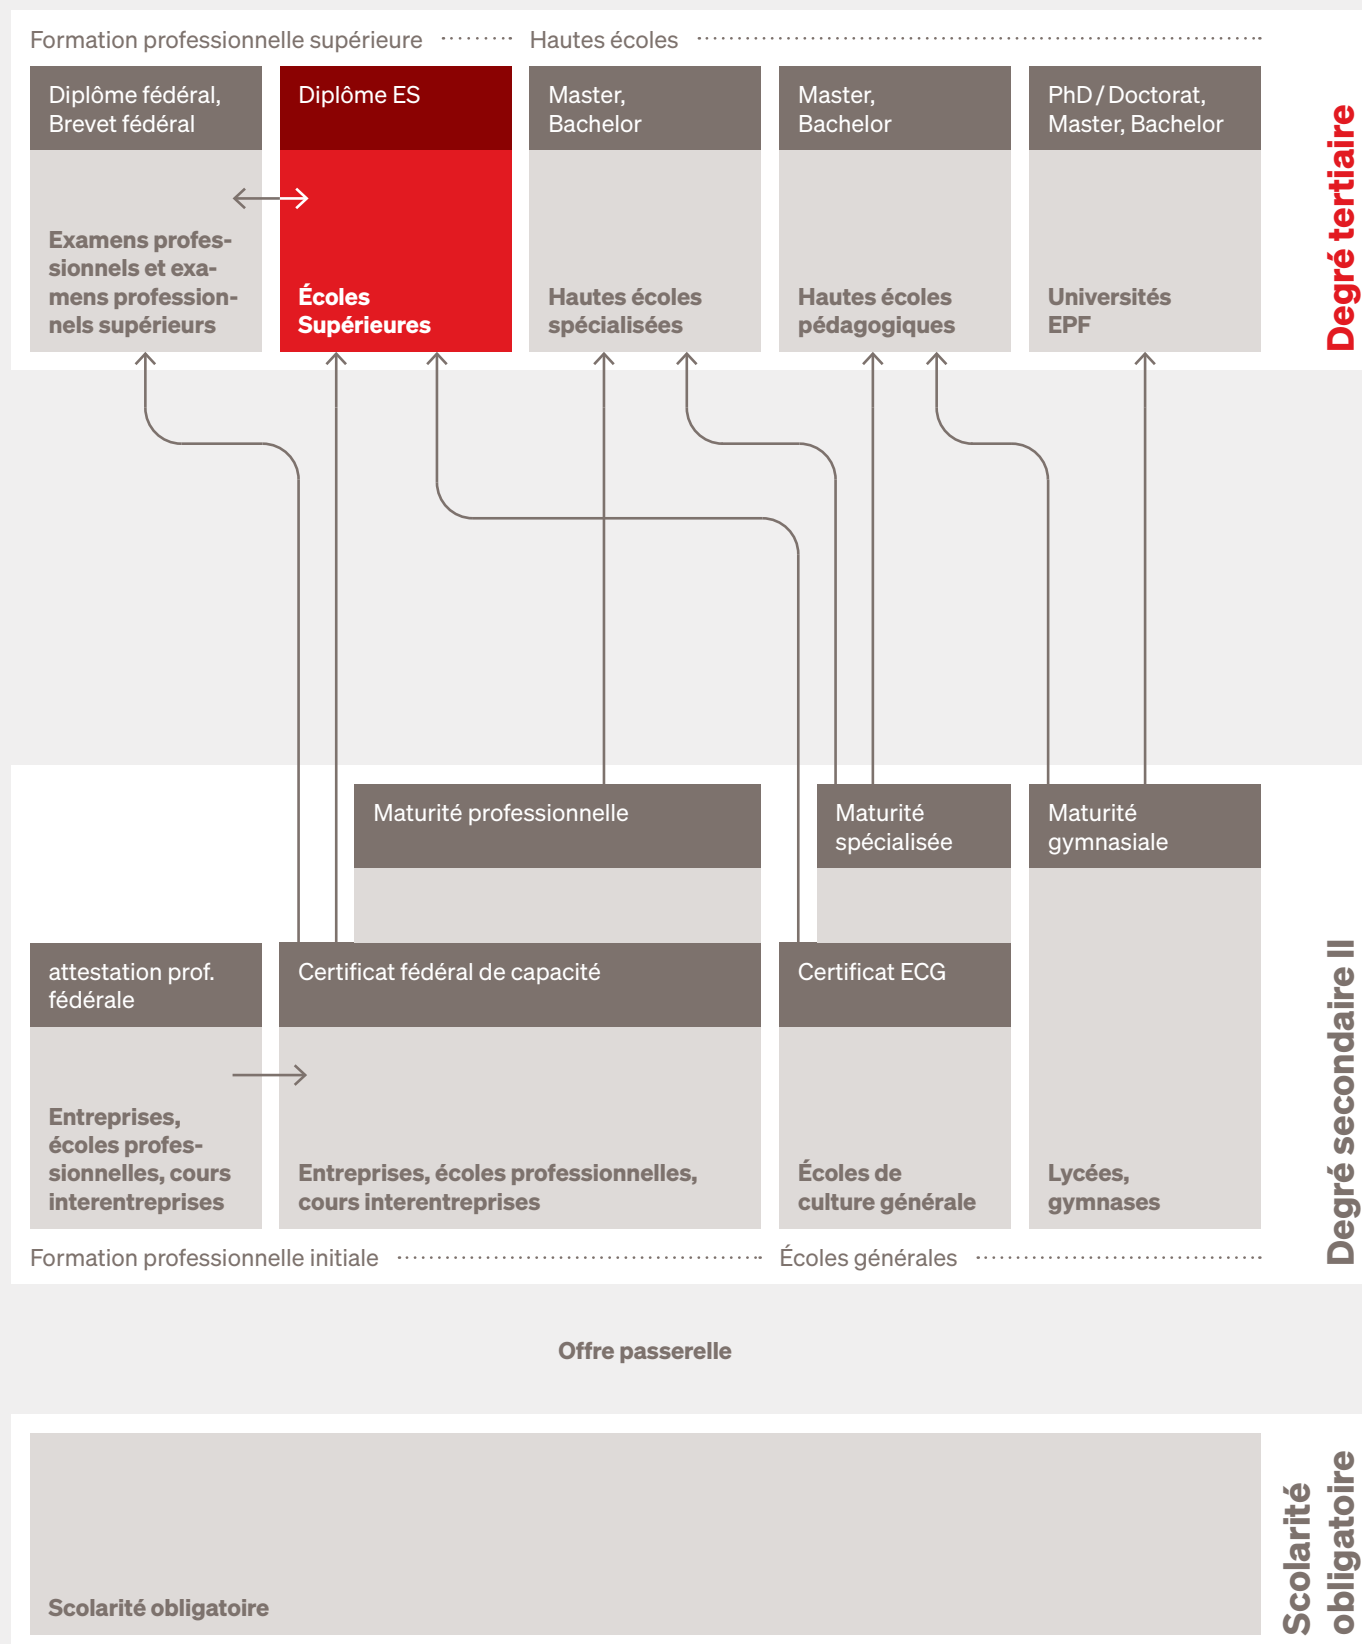 Formation professionnelle supérieure
Hautes écoles
Diplôme fédéral,
Brevet fédéral
Diplôme ES
Master,
Bachelor
Master,
Bachelor
PhD / Doctorat,
Master, Bachelor
Examens profes-
sionnels et exa-
mens profession-
nels supérieurs
Écoles
Supérieures
Hautes écoles
spécialisées
Hautes écoles
pédagogiques
Universités
EPF
Degré tertiaire
Maturité professionnelle
Maturité
spécialisée
Maturité
gymnasiale
attestation prof.
fédérale
Certificat fédéral de capacité
Certificat ECG
Entreprises,
écoles profes-
sionnelles, cours
interentreprises
Entreprises, écoles professionnelles,
cours interentreprises
Écoles de
culture générale
Lycées,
gymnases
Degré secondaire II
Formation professionnelle initiale
Écoles générales
Offre passerelle
Scolarité obligatoire
Scolarité
obligatoire